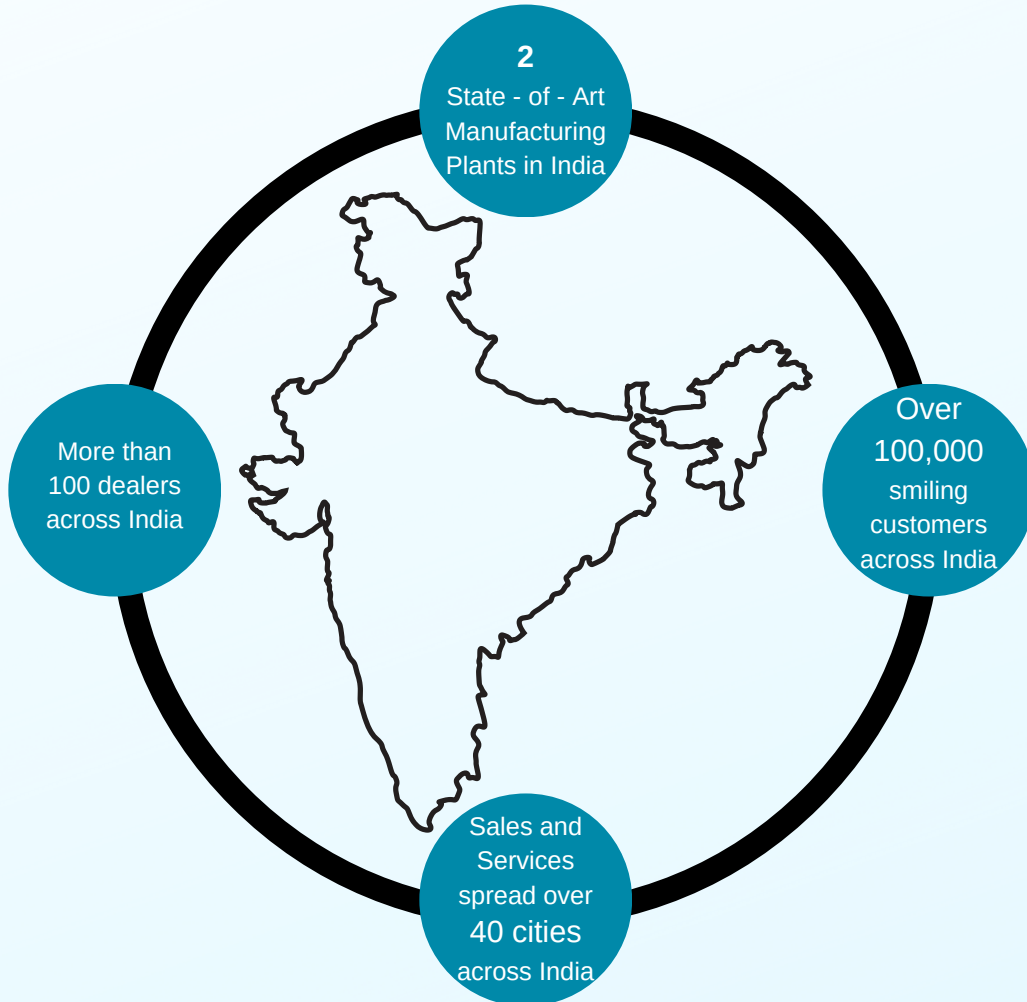 2
State - of - Art
Manufacturing
Plants in India
More than
100 dealers
across India
Over
100,000
smiling
customers
across India
Sales and
Services
spread over
40 cities
across India